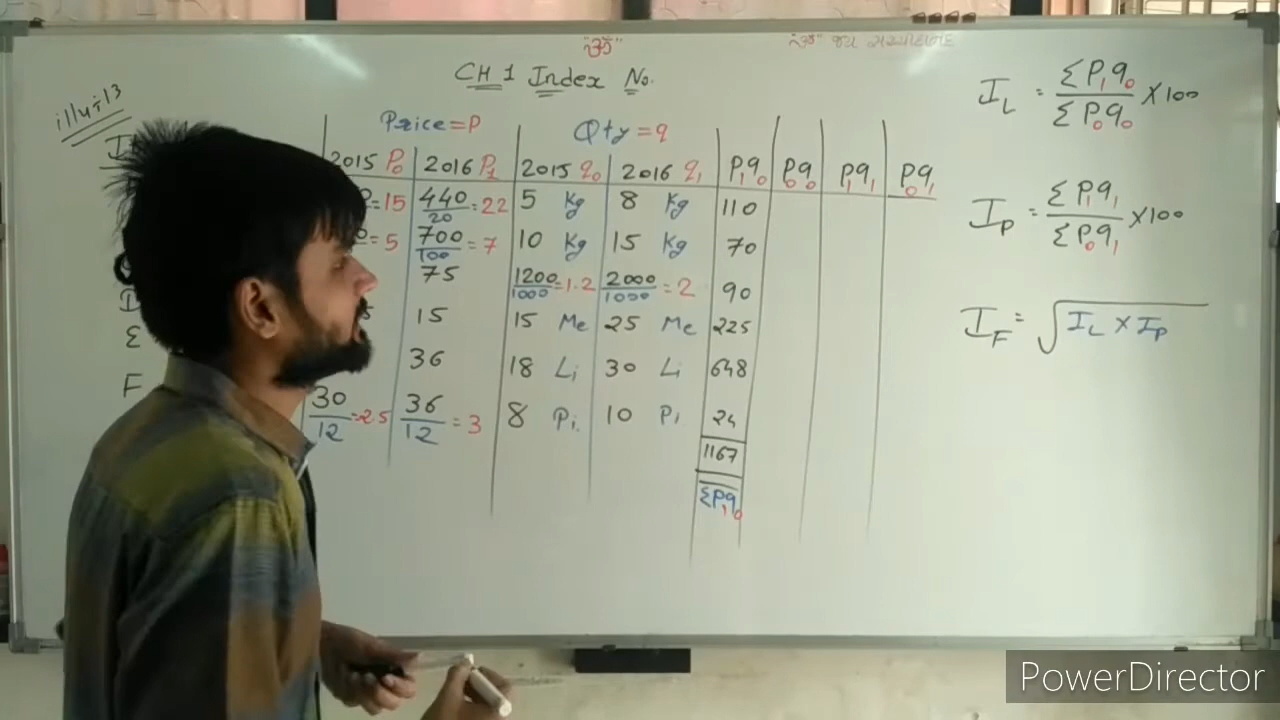 "ૐ"
"ૐ" જય
CH 1 Index No.
illu: 13
Price = P
Qty = q
2015 P₀ 2016 P₁ 2015 q₀ 2016 q₁ P₁q₀ P₀q₀ P₁q₁ P₀q₁
= 15 440/20 = 22 5 Kg 8 Kg 110
= 5 700/100 = 7 10 Kg 15 Kg 70
75 1200/1000 = 1.2 2000/1000 = 2 90
D 15 15 Me 25 Me 225
E 36 18 Li 30 Li 648
F 30/12 = 25 36/12 = 3 8 Pi. 10 Pi 24
1167
ΣP₁q₀
I_L = ΣP₁q₀/ΣP₀q₀ × 100
I_P = ΣP₁q₁/ΣP₀q₁ × 100
I_F = √I_L × I_P
PowerDirector